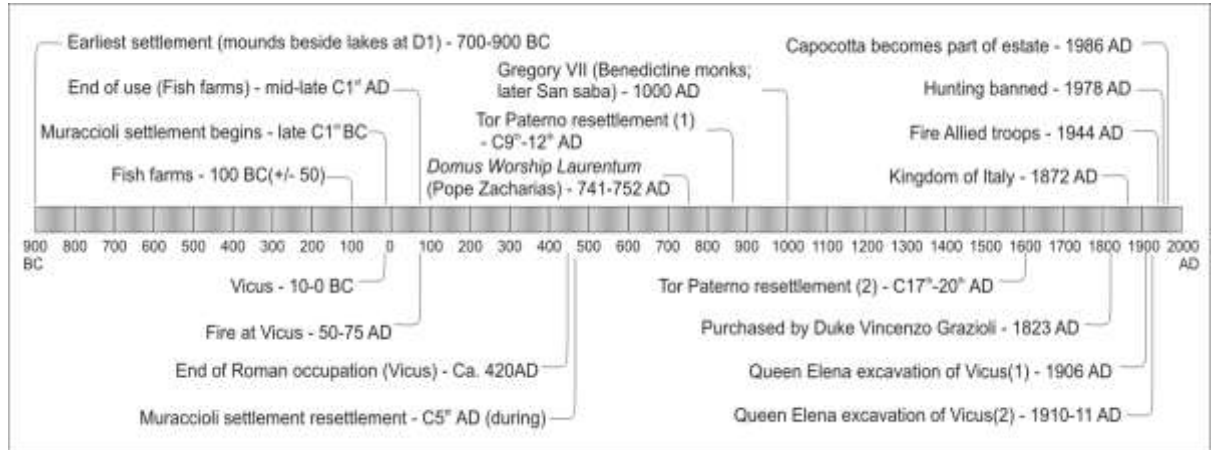 Earliest settlement (mounds beside lakes at D1) - 700-900 BC
End of use (Fish farms) - mid-late C1st AD
Muraccioli settlement begins - late C1st BC
Fish farms - 100 BC(+/- 50)
Gregory VII (Benedictine monks;
later San saba) - 1000 AD
Tor Paterno resettlement (1)
- C9th-12th AD
Domus Worship Laurentum
(Pope Zacharias) - 741-752 AD
Capocotta becomes part of estate - 1986 AD
Hunting banned - 1978 AD
Fire Allied troops - 1944 AD
Kingdom of Italy - 1872 AD
900 800 700 600 500 400 300 200 100 0 100 200 300 400 500 600 700 800 900 1000 1100 1200 1300 1400 1500 1600 1700 1800 1900 2000
BC AD
Vicus - 10-0 BC
Fire at Vicus - 50-75 AD
End of Roman occupation (Vicus) - Ca. 420AD
Muraccioli settlement resettlement - C5th AD (during)
Tor Paterno resettlement (2) - C17th-20th AD
Purchased by Duke Vincenzo Grazioli - 1823 AD
Queen Elena excavation of Vicus(1) - 1906 AD
Queen Elena excavation of Vicus(2) - 1910-11 AD